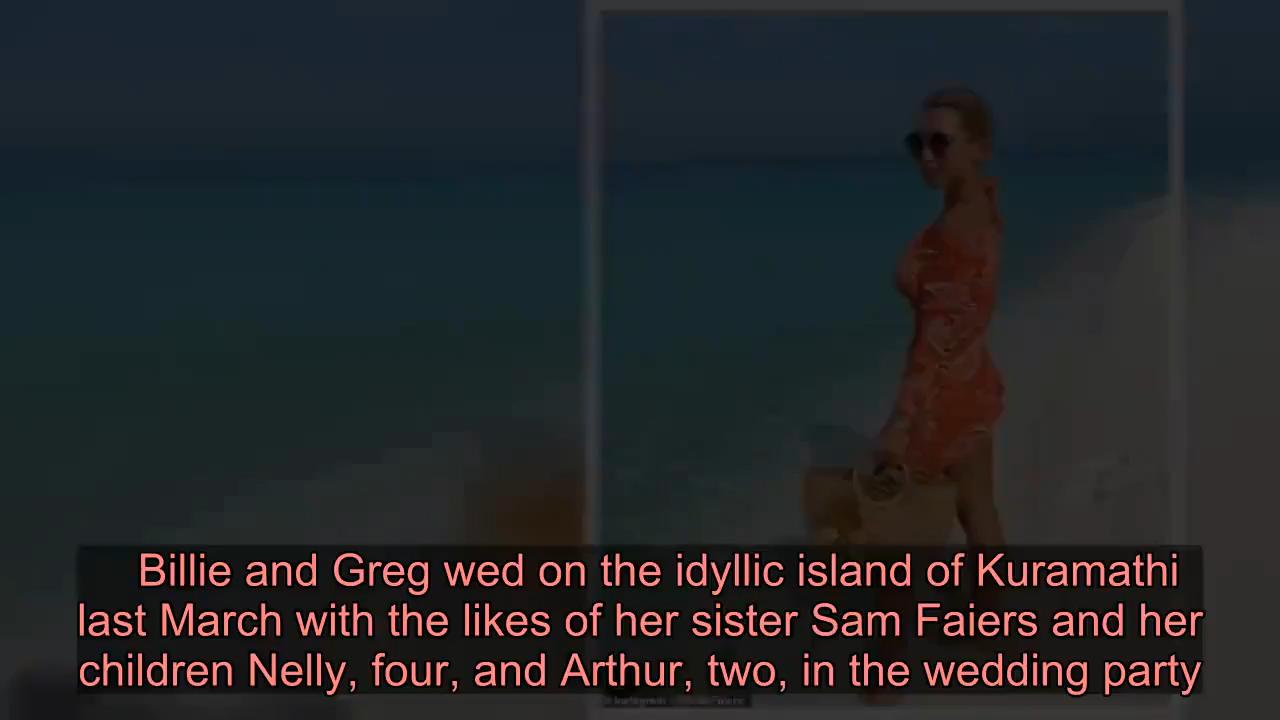 Billie and Greg wed on the idyllic island of Kuramathi
last March with the likes of her sister Sam Faiers and her
children Nelly, four, and Arthur, two, in the wedding party